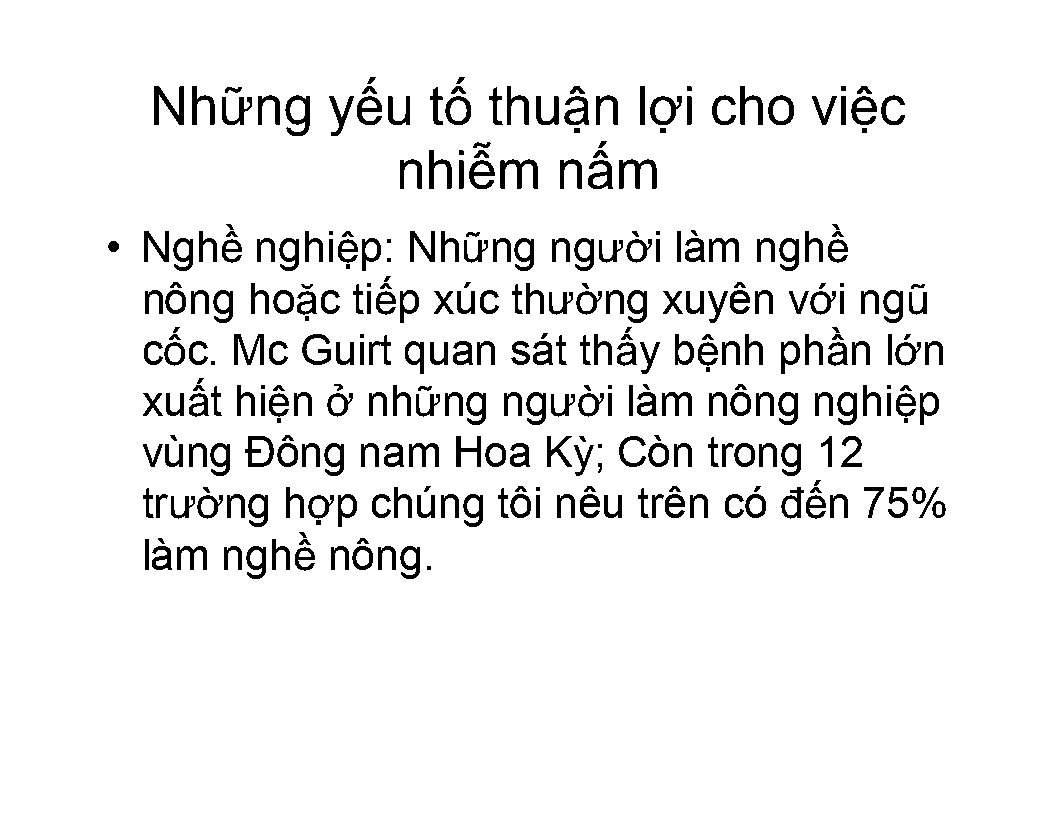 Những yếu tố thuận lợi cho việc
nhiễm nấm
• Nghề nghiệp: Những người làm nghề
nông hoặc tiếp xúc thường xuyên với ngũ
cốc. Mc Guirt quan sát thấy bệnh phần lớn
xuất hiện ở những người làm nông nghiệp
vùng Đông nam Hoa Kỳ; Còn trong 12
trường hợp chúng tôi nêu trên có đến 75%
làm nghề nông.